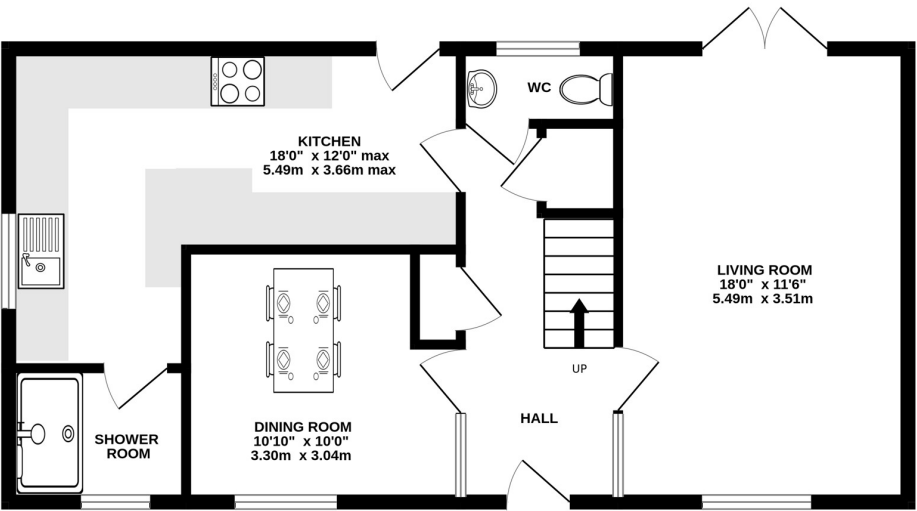 WC
KITCHEN
18'0" x 12'0" max
5.49m x 3.66m max
LIVING ROOM
18'0" x 11'6"
5.49m x 3.51m
UP
HALL
DINING ROOM
10'10" x 10'0"
3.30m x 3.04m
SHOWER
ROOM